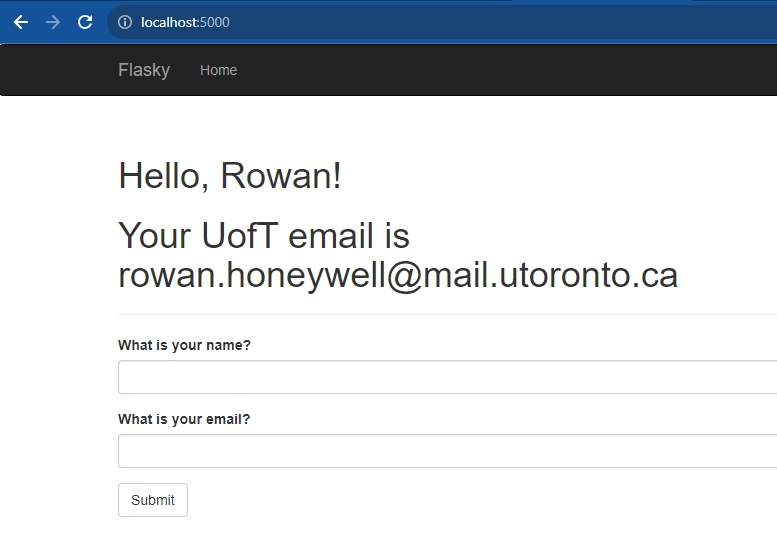 localhost:5000
Flasky Home
Hello, Rowan!
Your UofT email is
rowan.honeywell@mail.utoronto.ca
What is your name?
What is your email?
Submit